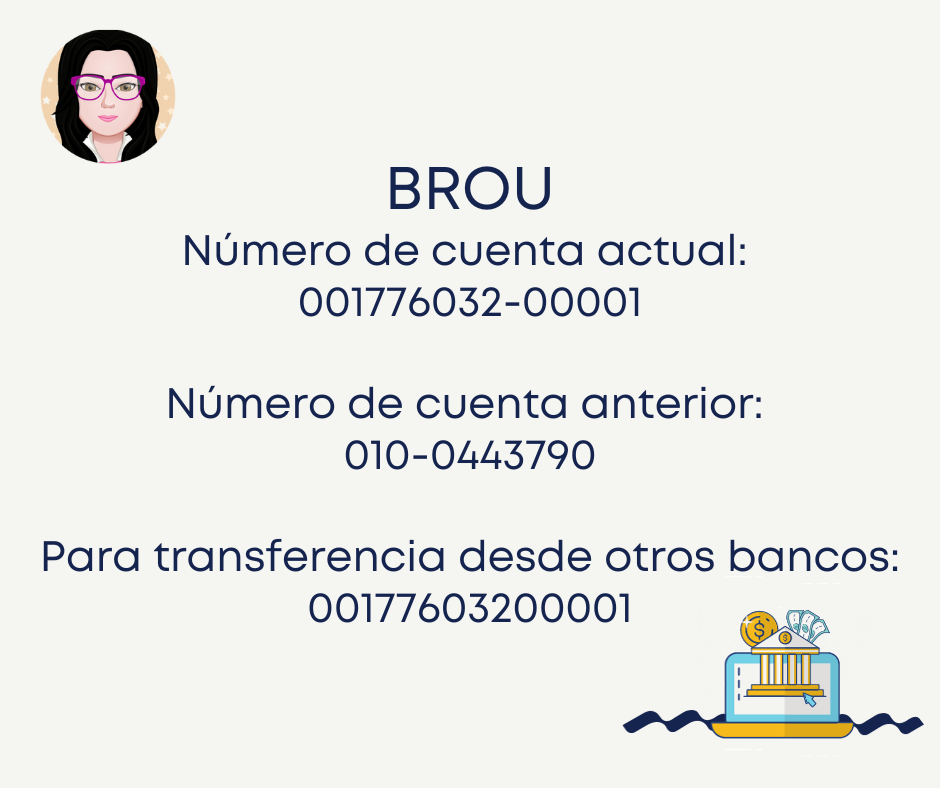 BROU
Número de cuenta actual:
001776032-00001
Número de cuenta anterior:
010-0443790
Para transferencia desde otros bancos:
00177603200001